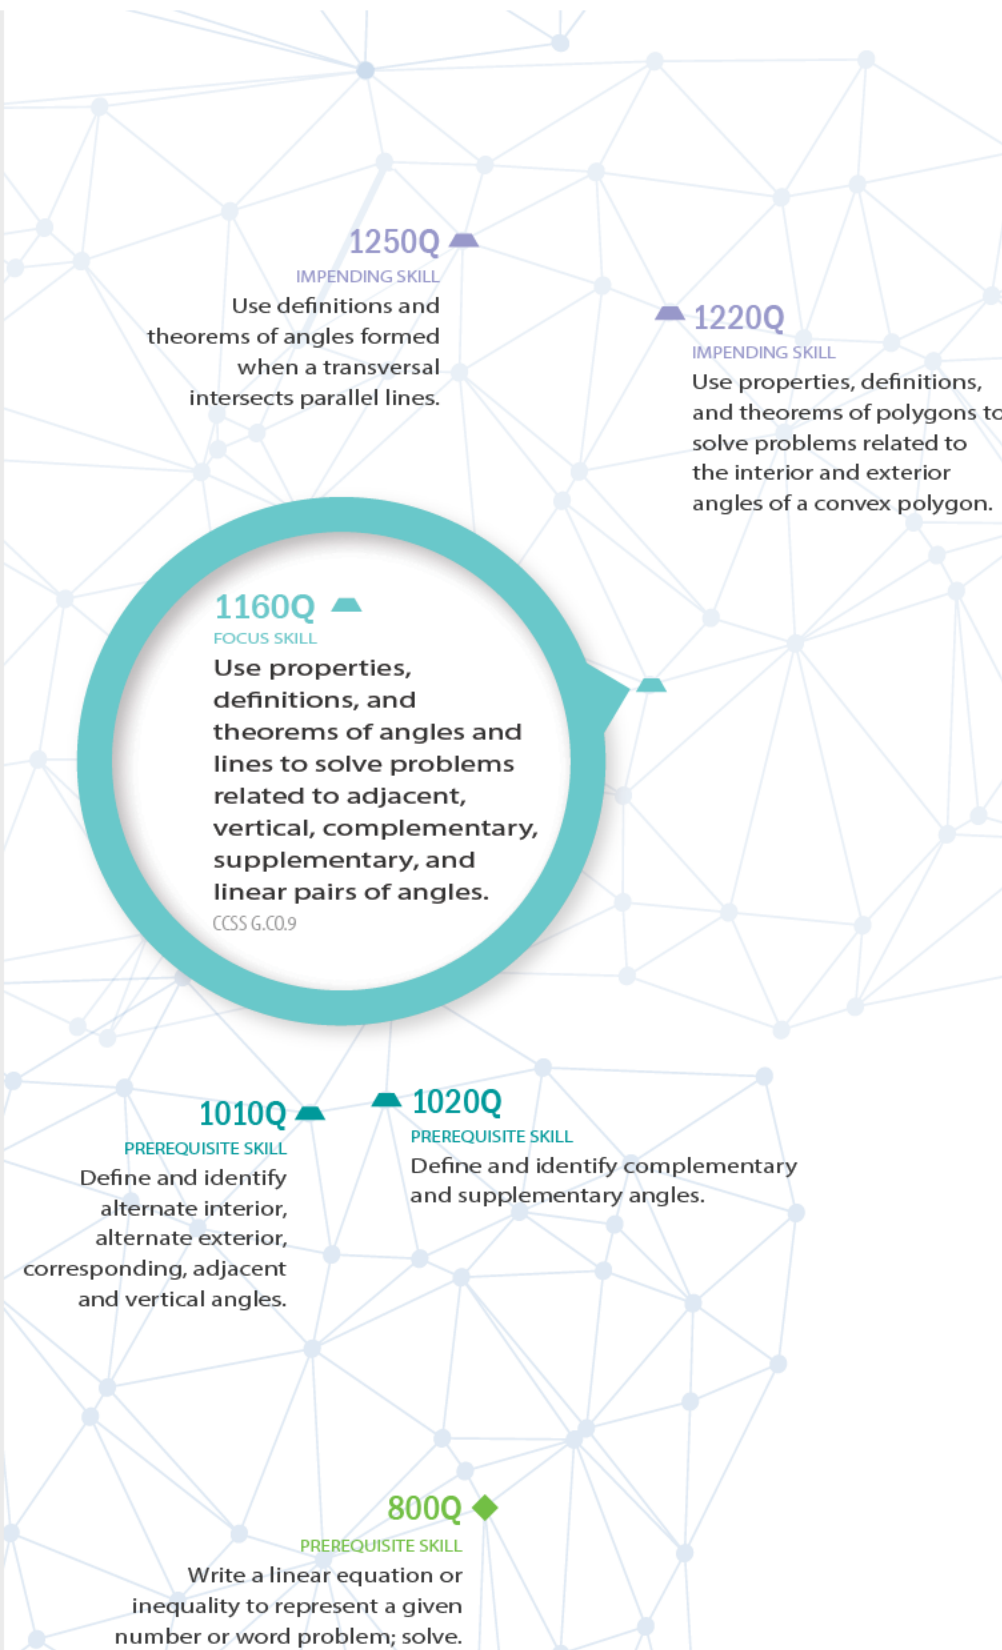 1250Q
IMPENDING SKILL
Use definitions and
theorems of angles formed
when a transversal
intersects parallel lines.
1220Q
IMPENDING SKILL
Use properties, definitions,
and theorems of polygons to
solve problems related to
the interior and exterior
angles of a convex polygon.
1160Q
FOCUS SKILL
Use properties,
definitions, and
theorems of angles and
lines to solve problems
related to adjacent,
vertical, complementary,
supplementary, and
linear pairs of angles.
CCSS G.CO.9
1010Q
PREREQUISITE SKILL
Define and identify
alternate interior,
alternate exterior,
corresponding, adjacent
and vertical angles.
1020Q
PREREQUISITE SKILL
Define and identify complementary
and supplementary angles.
800Q
PREREQUISITE SKILL
Write a linear equation or
inequality to represent a given
number or word problem; solve.